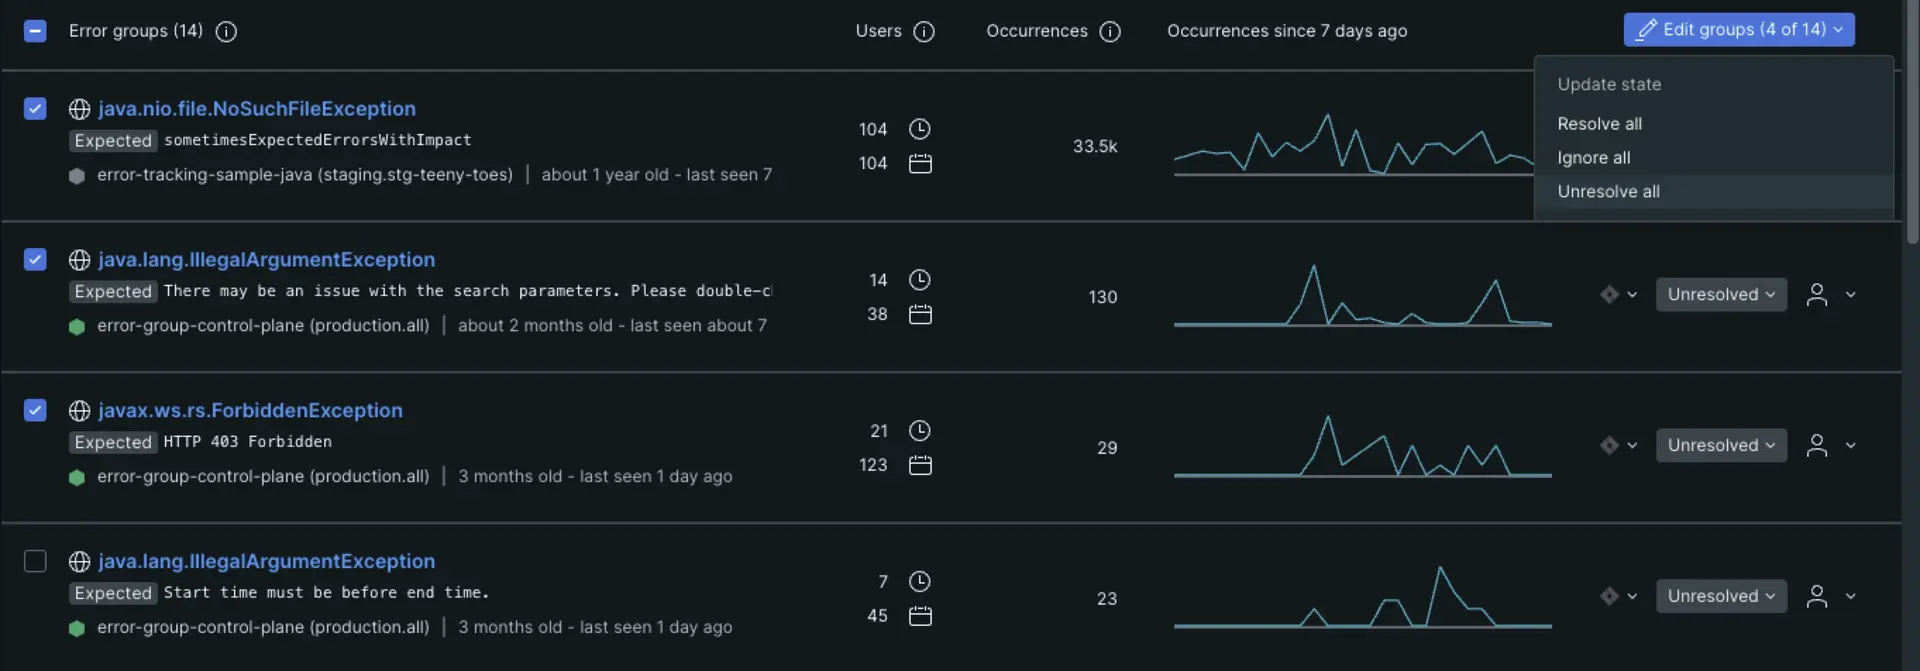 Error groups (14)
Users
Occurrences
Occurrences since 7 days ago
Edit groups (4 of 14)
Update state
Resolve all
Ignore all
Unresolve all
java.nio.file.NoSuchFileException
Expected sometimesExpectedErrorsWithImpact
error-tracking-sample-java (staging.stg-teeny-toes) | about 1 year old - last seen 7
104
104
33.5k
java.lang.IllegalArgumentException
Expected There may be an issue with the search parameters. Please double-c
error-group-control-plane (production.all) | about 2 months old - last seen about 7
14
38
130
Unresolved
javax.ws.rs.ForbiddenException
Expected HTTP 403 Forbidden
error-group-control-plane (production.all) | 3 months old - last seen 1 day ago
21
123
29
Unresolved
java.lang.IllegalArgumentException
Expected Start time must be before end time.
error-group-control-plane (production.all) | 3 months old - last seen 1 day ago
7
45
23
Unresolved